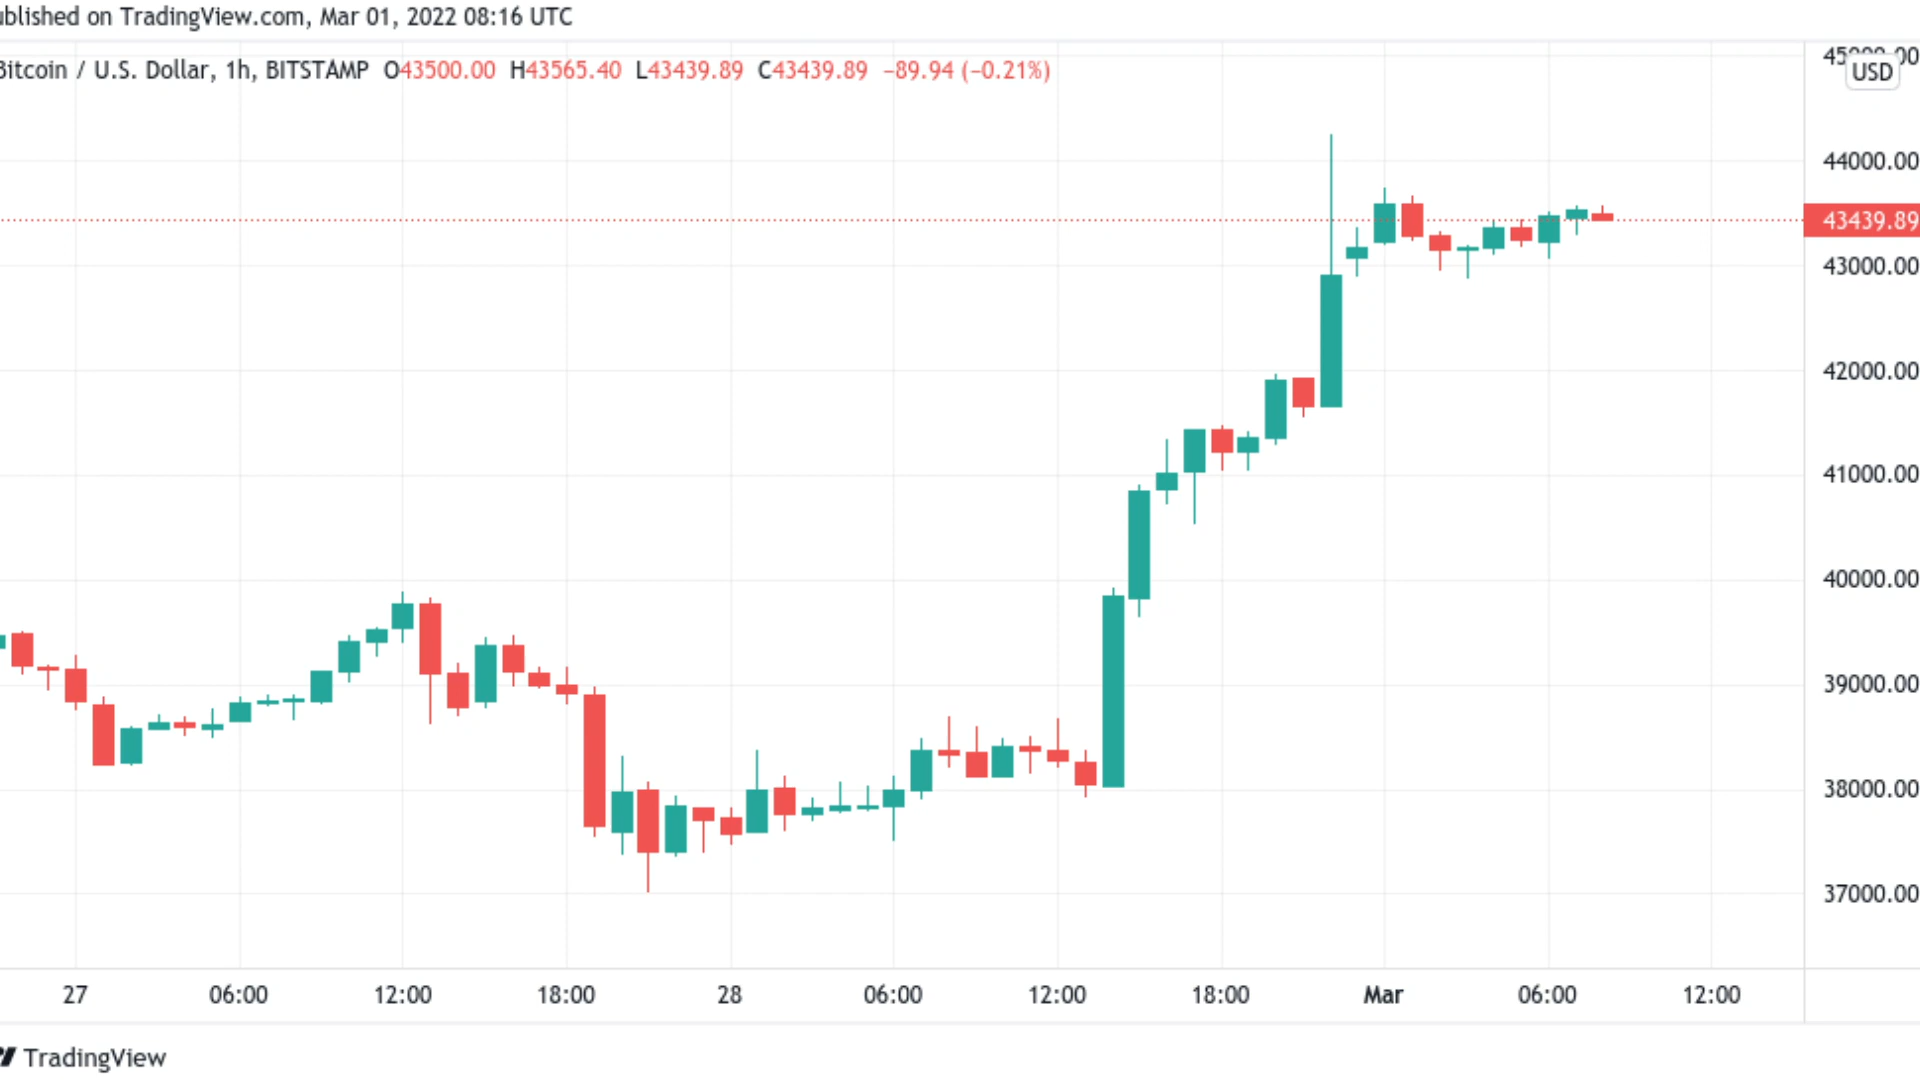 ublished on TradingView.com, Mar 01, 2022 08:16 UTC
Bitcoin / U.S. Dollar, 1h, BITSTAMP O43500.00 H43565.40 L43439.89 C43439.89 −89.94 (−0.21%)
USD
44000.00
43439.89
43000.00
42000.00
41000.00
40000.00
39000.00
38000.00
37000.00
27 06:00 12:00 18:00 28 06:00 12:00 18:00 Mar 06:00 12:00
TradingView